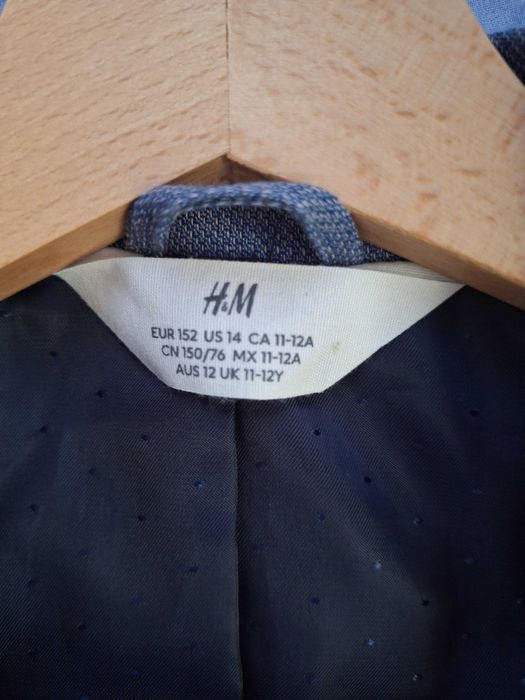 H&M
EUR 152 US 14 CA 11-12A
CN 150/76 MX 11-12A
AUS 12 UK 11-12Y